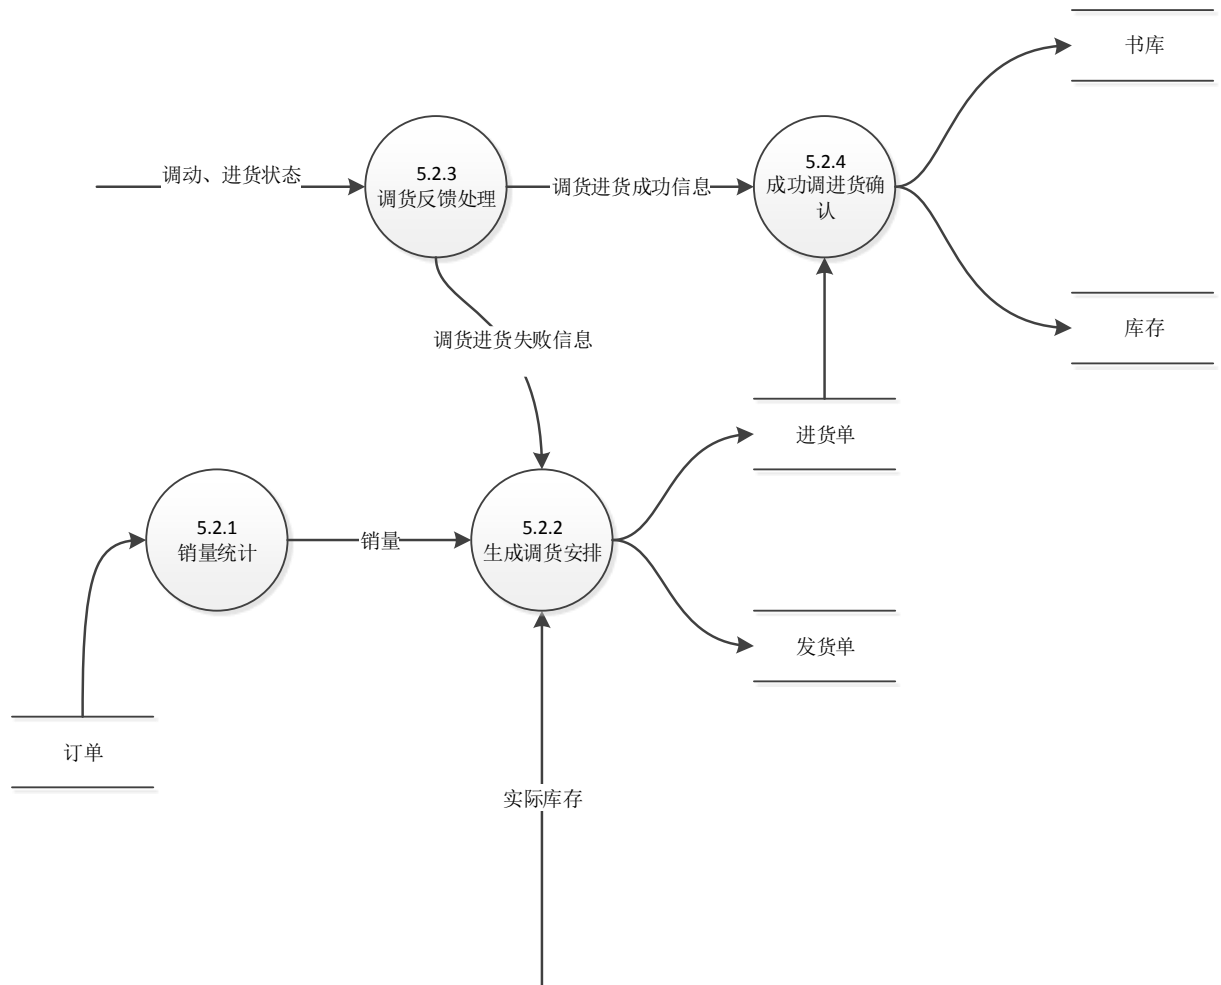 书库
调动、进货状态
5.2.3
调货反馈处理
调货进货成功信息
5.2.4
成功调进货确
认
调货进货失败信息
库存
进货单
5.2.1
销量统计
销量
5.2.2
生成调货安排
发货单
订单
实际库存